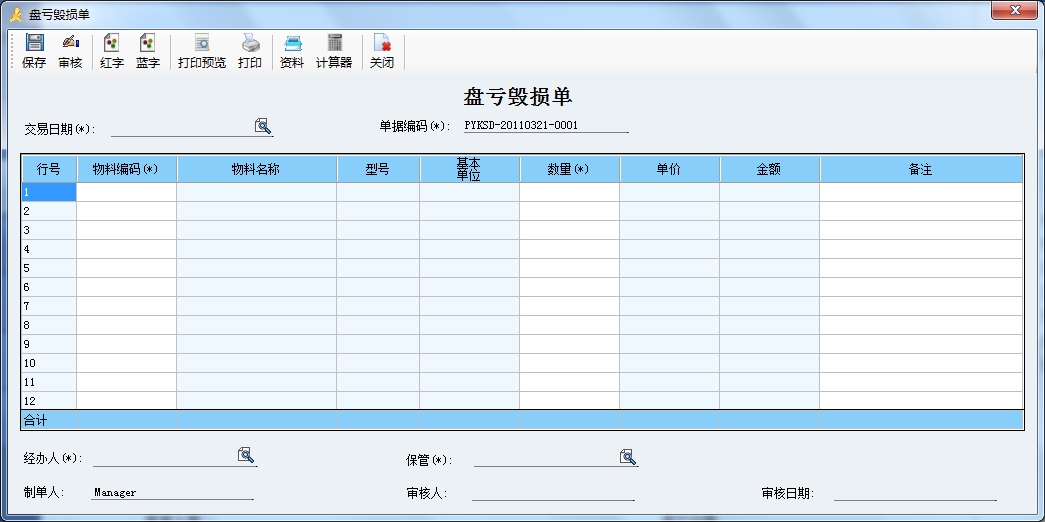 盘亏毁损单
保存 审核 红字 蓝字 打印预览 打印 资料 计算器 关闭
盘亏毁损单
交易日期(*): 单据编码(*): PYKSD-20110321-0001
行号 物料编码(*) 物料名称 型号 基本单位 数量(*) 单价 金额 备注
1
2
3
4
5
6
7
8
9
10
11
12
合计
经办人(*): 保管(*):
制单人: Manager 审核人: 审核日期: